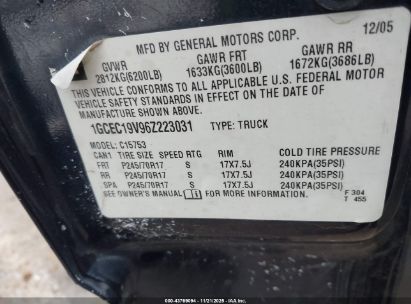 MFD BY GENERAL MOTORS CORP. 12/05
GVWR GAWR FRT GAWR RR
2812KG(6200LB) 1633KG(3600LB) 1672KG(3686LB)
THIS VEHICLE CONFORMS TO ALL APPLICABLE U.S. FEDERAL MOTOR
VEHICLE SAFETY STANDARDS IN EFFECT ON THE DATE OF
MANUFACTURE SHOWN ABOVE.
1GCEC19V96Z223031 TYPE: TRUCK
MODEL: C15753
CAN1 TIRE SIZE SPEED RTG RIM
FRT P245/70R17 S 17X7.5J 240KPA(35PSI)
RR P245/70R17 S 17X7.5J 240KPA(35PSI)
SPA P245/70R17 S 17X7.5J 240KPA(35PSI)
SEE OWNER'S MANUAL FOR MORE INFORMATION.
F 304
T 455